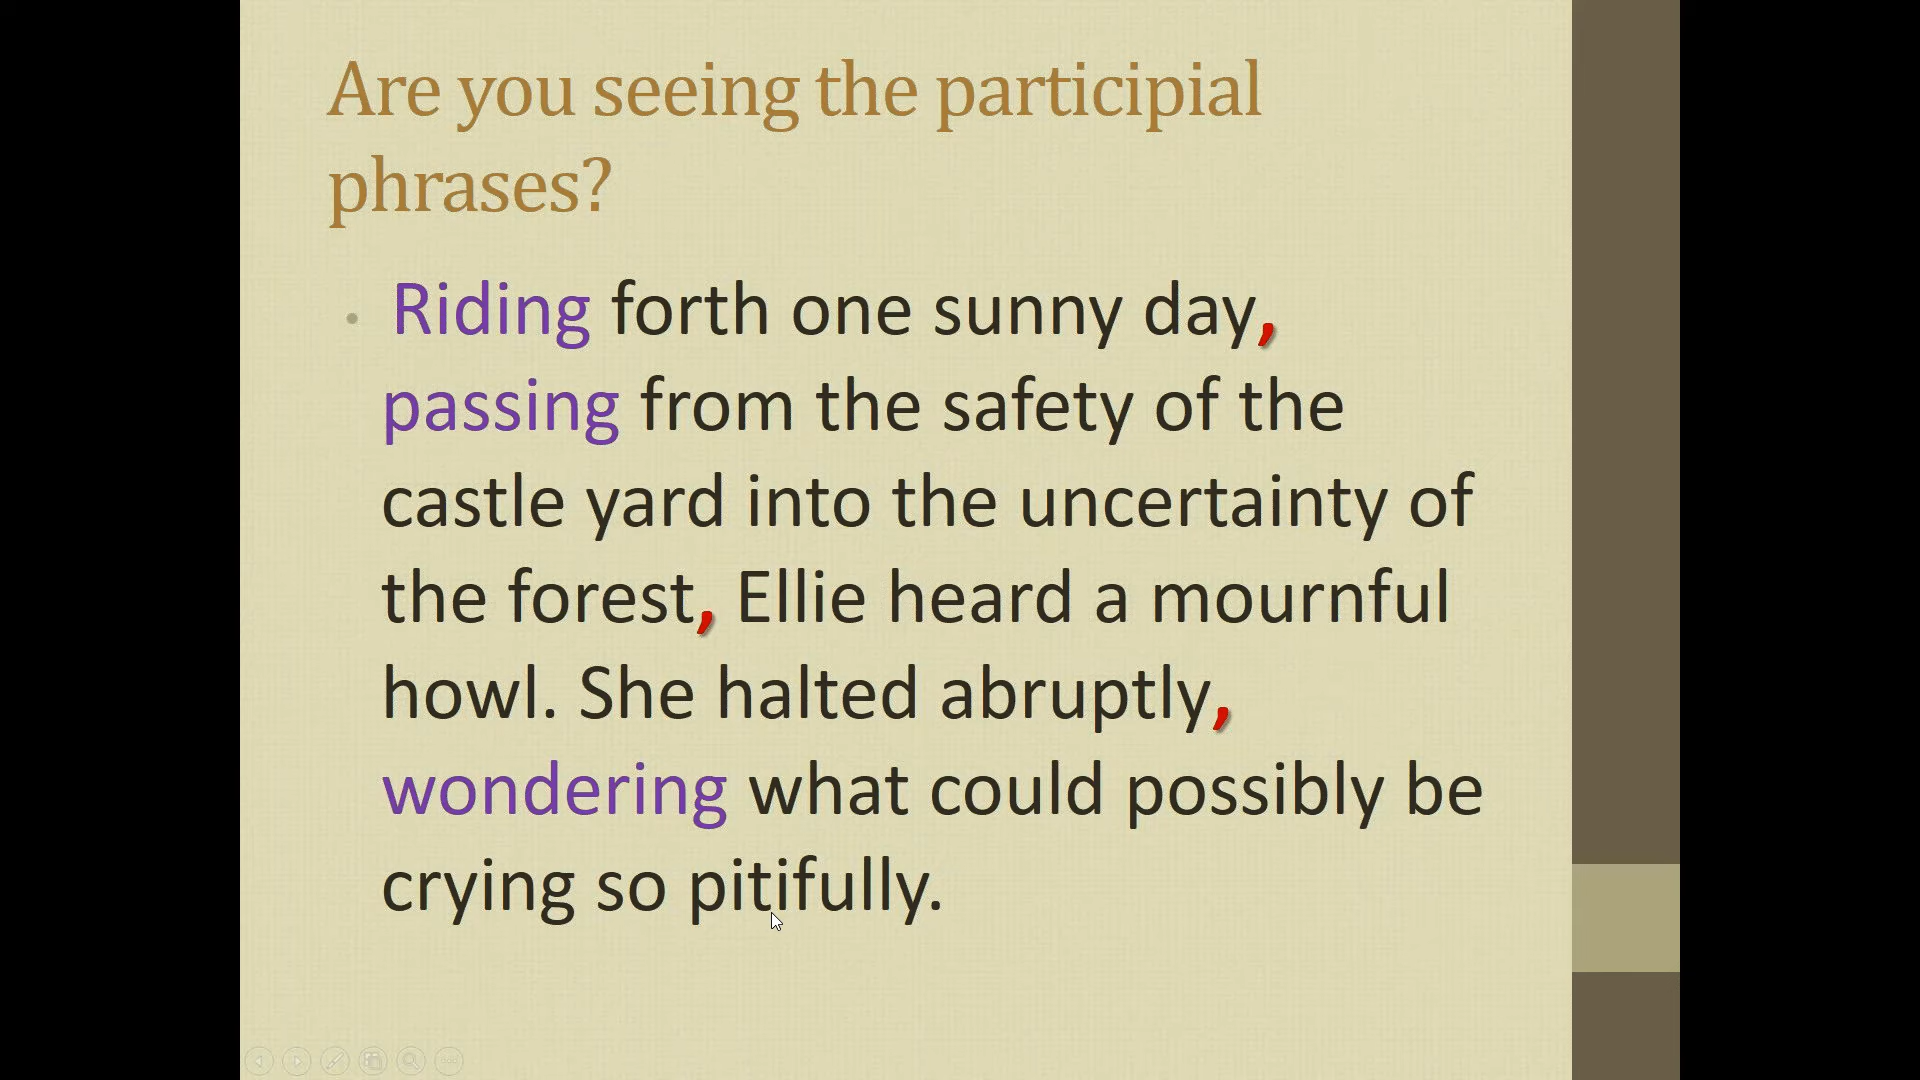 Are you seeing the participial
phrases?
• Riding forth one sunny day,
passing from the safety of the
castle yard into the uncertainty of
the forest, Ellie heard a mournful
howl. She halted abruptly,
wondering what could possibly be
crying so pitifully.